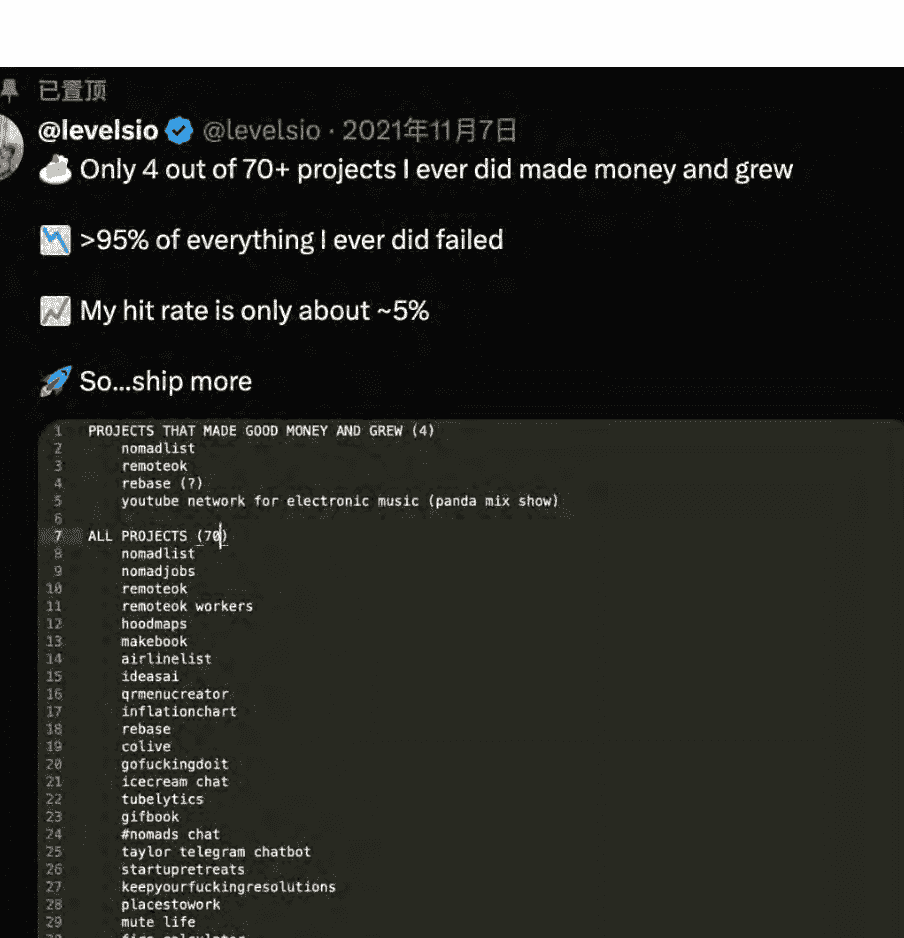 已置顶
@levelsio @levelsio · 2021年11月7日
Only 4 out of 70+ projects I ever did made money and grew
>95% of everything I ever did failed
My hit rate is only about ~5%
So...ship more
1 PROJECTS THAT MADE GOOD MONEY AND GREW (4)
2 nomadlist
3 remoteok
4 rebase (?)
5 youtube network for electronic music (panda mix show)
6
7 ALL PROJECTS (70)
8 nomadlist
9 nomadjobs
10 remoteok
11 remoteok workers
12 hoodmaps
13 makebook
14 airlinelist
15 ideasai
16 qrmenucreator
17 inflationchart
18 rebase
19 colive
20 gofuckingdoit
21 icecream chat
22 tubelytics
23 gifbook
24 #nomads chat
25 taylor telegram chatbot
26 startupretreats
27 keepyourfuckingresolutions
28 placestowork
29 mute life